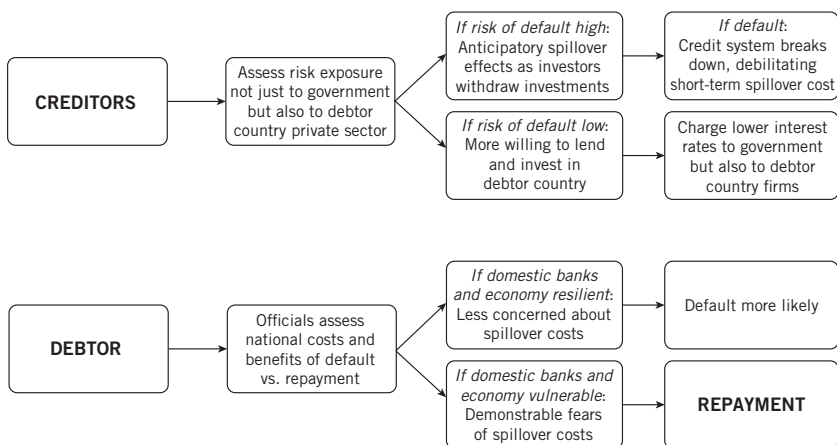 CREDITORS
Assess risk exposure
not just to government
but also to debtor
country private sector
If risk of default high:
Anticipatory spillover
effects as investors
withdraw investments
If default:
Credit system breaks
down, debilitating
short-term spillover cost
If risk of default low:
More willing to lend
and invest in
debtor country
Charge lower interest
rates to government
but also to debtor
country firms
DEBTOR
Officials assess
national costs and
benefits of default
vs. repayment
If domestic banks
and economy resilient:
Less concerned about
spillover costs
Default more likely
If domestic banks and
economy vulnerable:
Demonstrable fears
of spillover costs
REPAYMENT